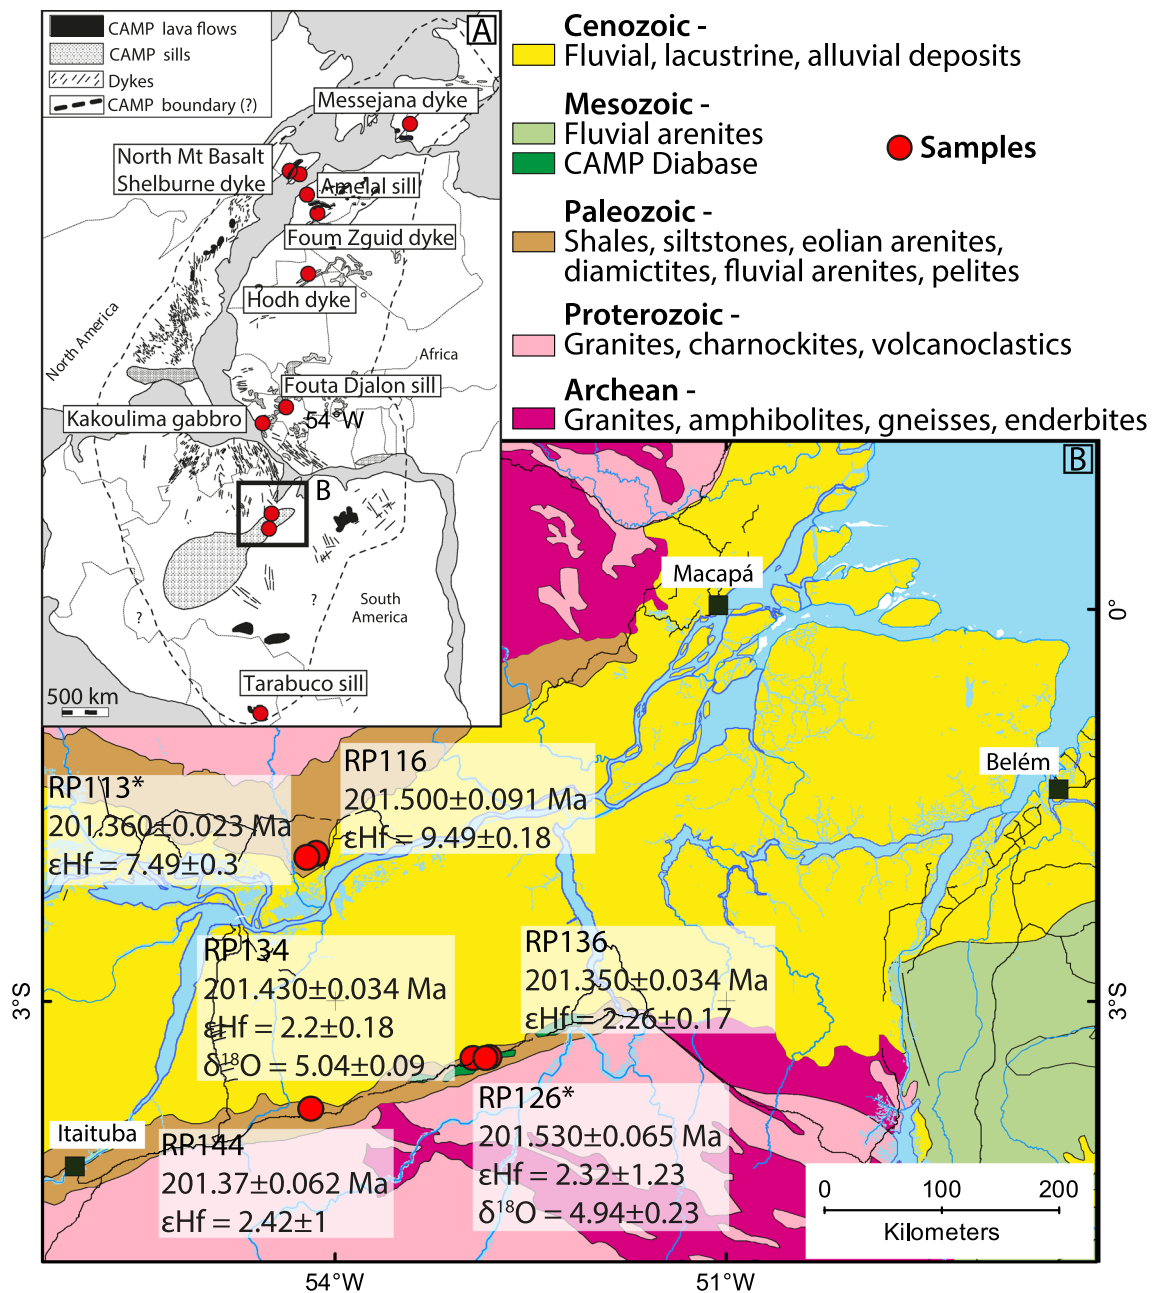 CAMP lava flows
CAMP sills
Dykes
CAMP boundary (?)
A
Messejana dyke
North Mt Basalt
Shelburne dyke
Amelal sill
Foum Zguid dyke
Hodh dyke
North America
Africa
Fouta Djalon sill
Kakoulima gabbro
54°W
B
?
?
South
America
Tarabuco sill
500 km
Cenozoic -
Fluvial, lacustrine, alluvial deposits
Mesozoic -
Fluvial arenites
CAMP Diabase
Samples
Paleozoic -
Shales, siltstones, eolian arenites,
diamictites, fluvial arenites, pelites
Proterozoic -
Granites, charnockites, volcanoclastics
Archean -
Granites, amphibolites, gneisses, enderbites
B
Macapá
0°
Belém
RP116
201.500±0.091 Ma
εHf = 9.49±0.18
RP113*
201.360±0.023 Ma
εHf = 7.49±0.3
RP134
201.430±0.034 Ma
εHf = 2.2±0.18
δ¹⁸O = 5.04±0.09
RP136
201.350±0.034 Ma
εHf = 2.26±0.17
3°S
3°S
RP126*
201.530±0.065 Ma
εHf = 2.32±1.23
δ¹⁸O = 4.94±0.23
Itaituba
RP144
201.37±0.062 Ma
εHf = 2.42±1
0 100 200
Kilometers
54°W
51°W